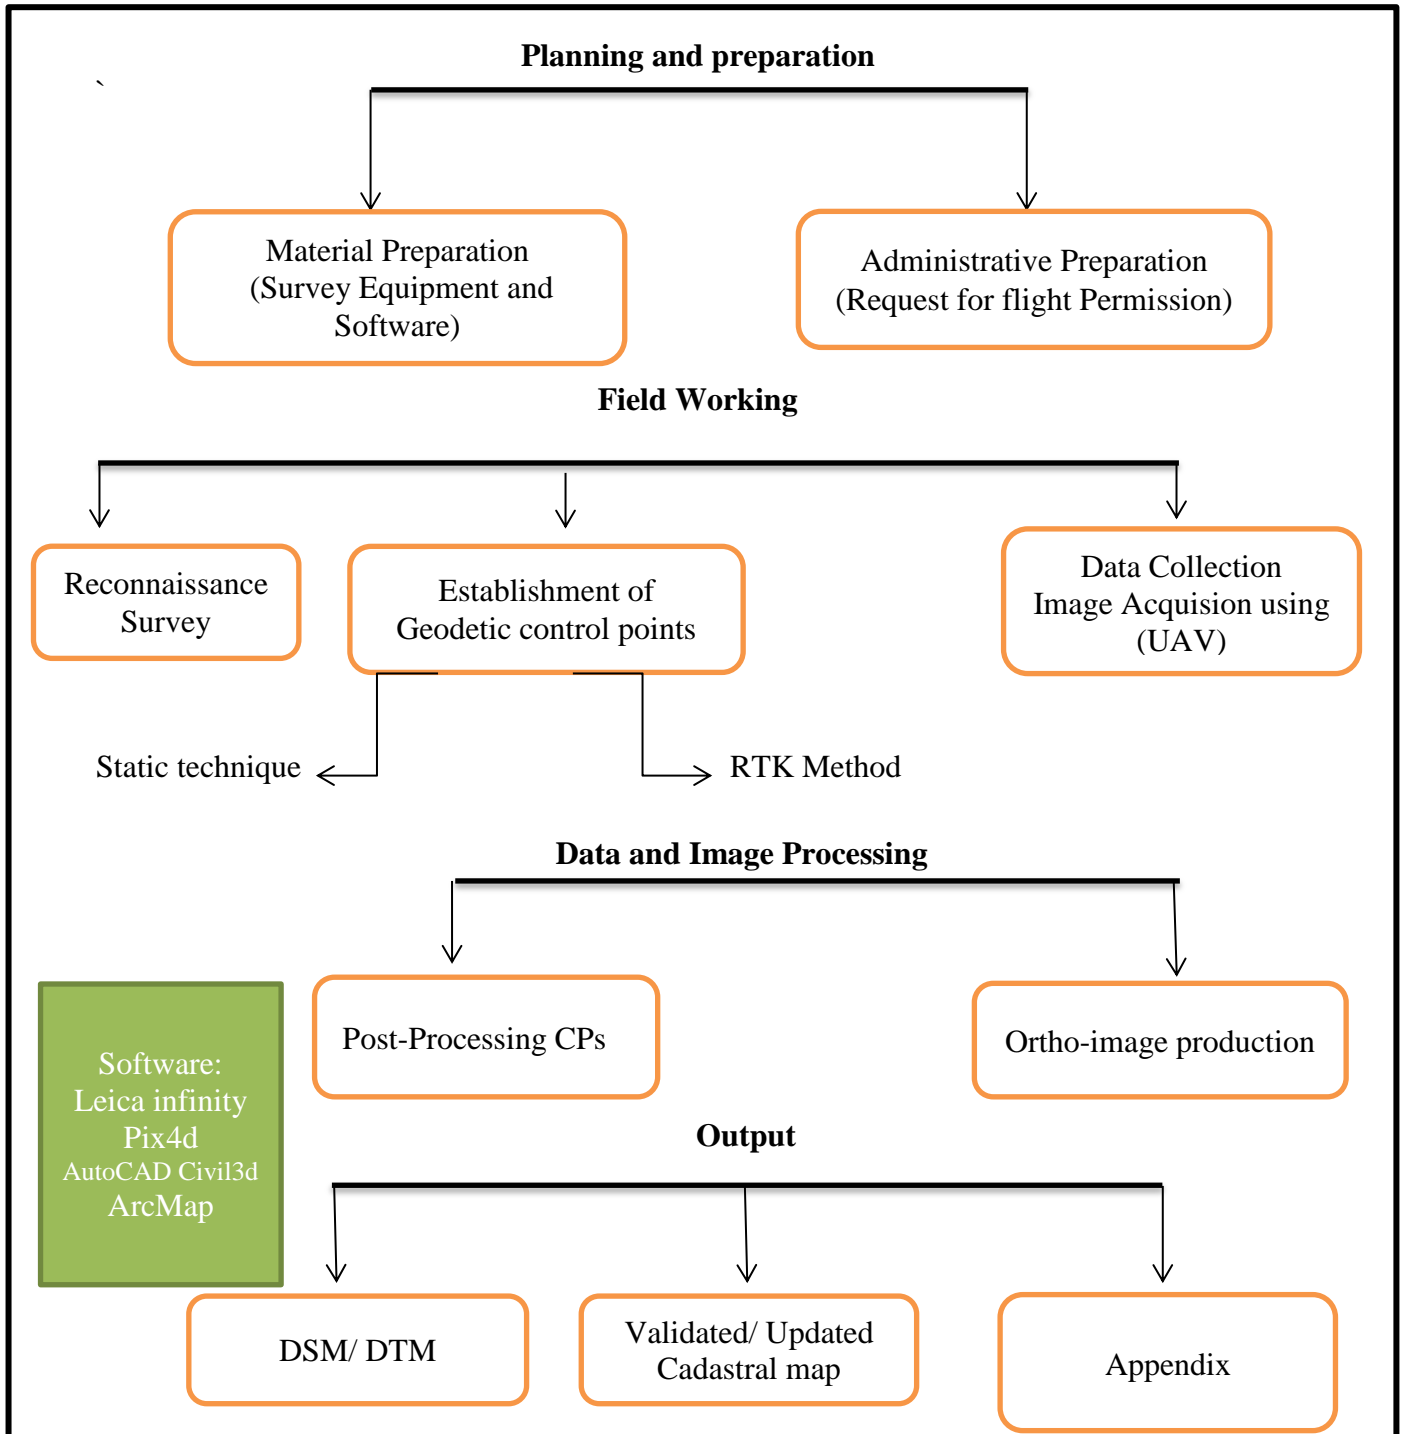 Planning and preparation
`
Material Preparation
(Survey Equipment and
Software)
Administrative Preparation
(Request for flight Permission)
Field Working
Reconnaissance
Survey
Establishment of
Geodetic control points
Data Collection
Image Acquision using
(UAV)
Static technique
RTK Method
Data and Image Processing
Post-Processing CPs
Ortho-image production
Software:
Leica infinity
Pix4d
AutoCAD Civil3d
ArcMap
Output
DSM/ DTM
Validated/ Updated
Cadastral map
Appendix